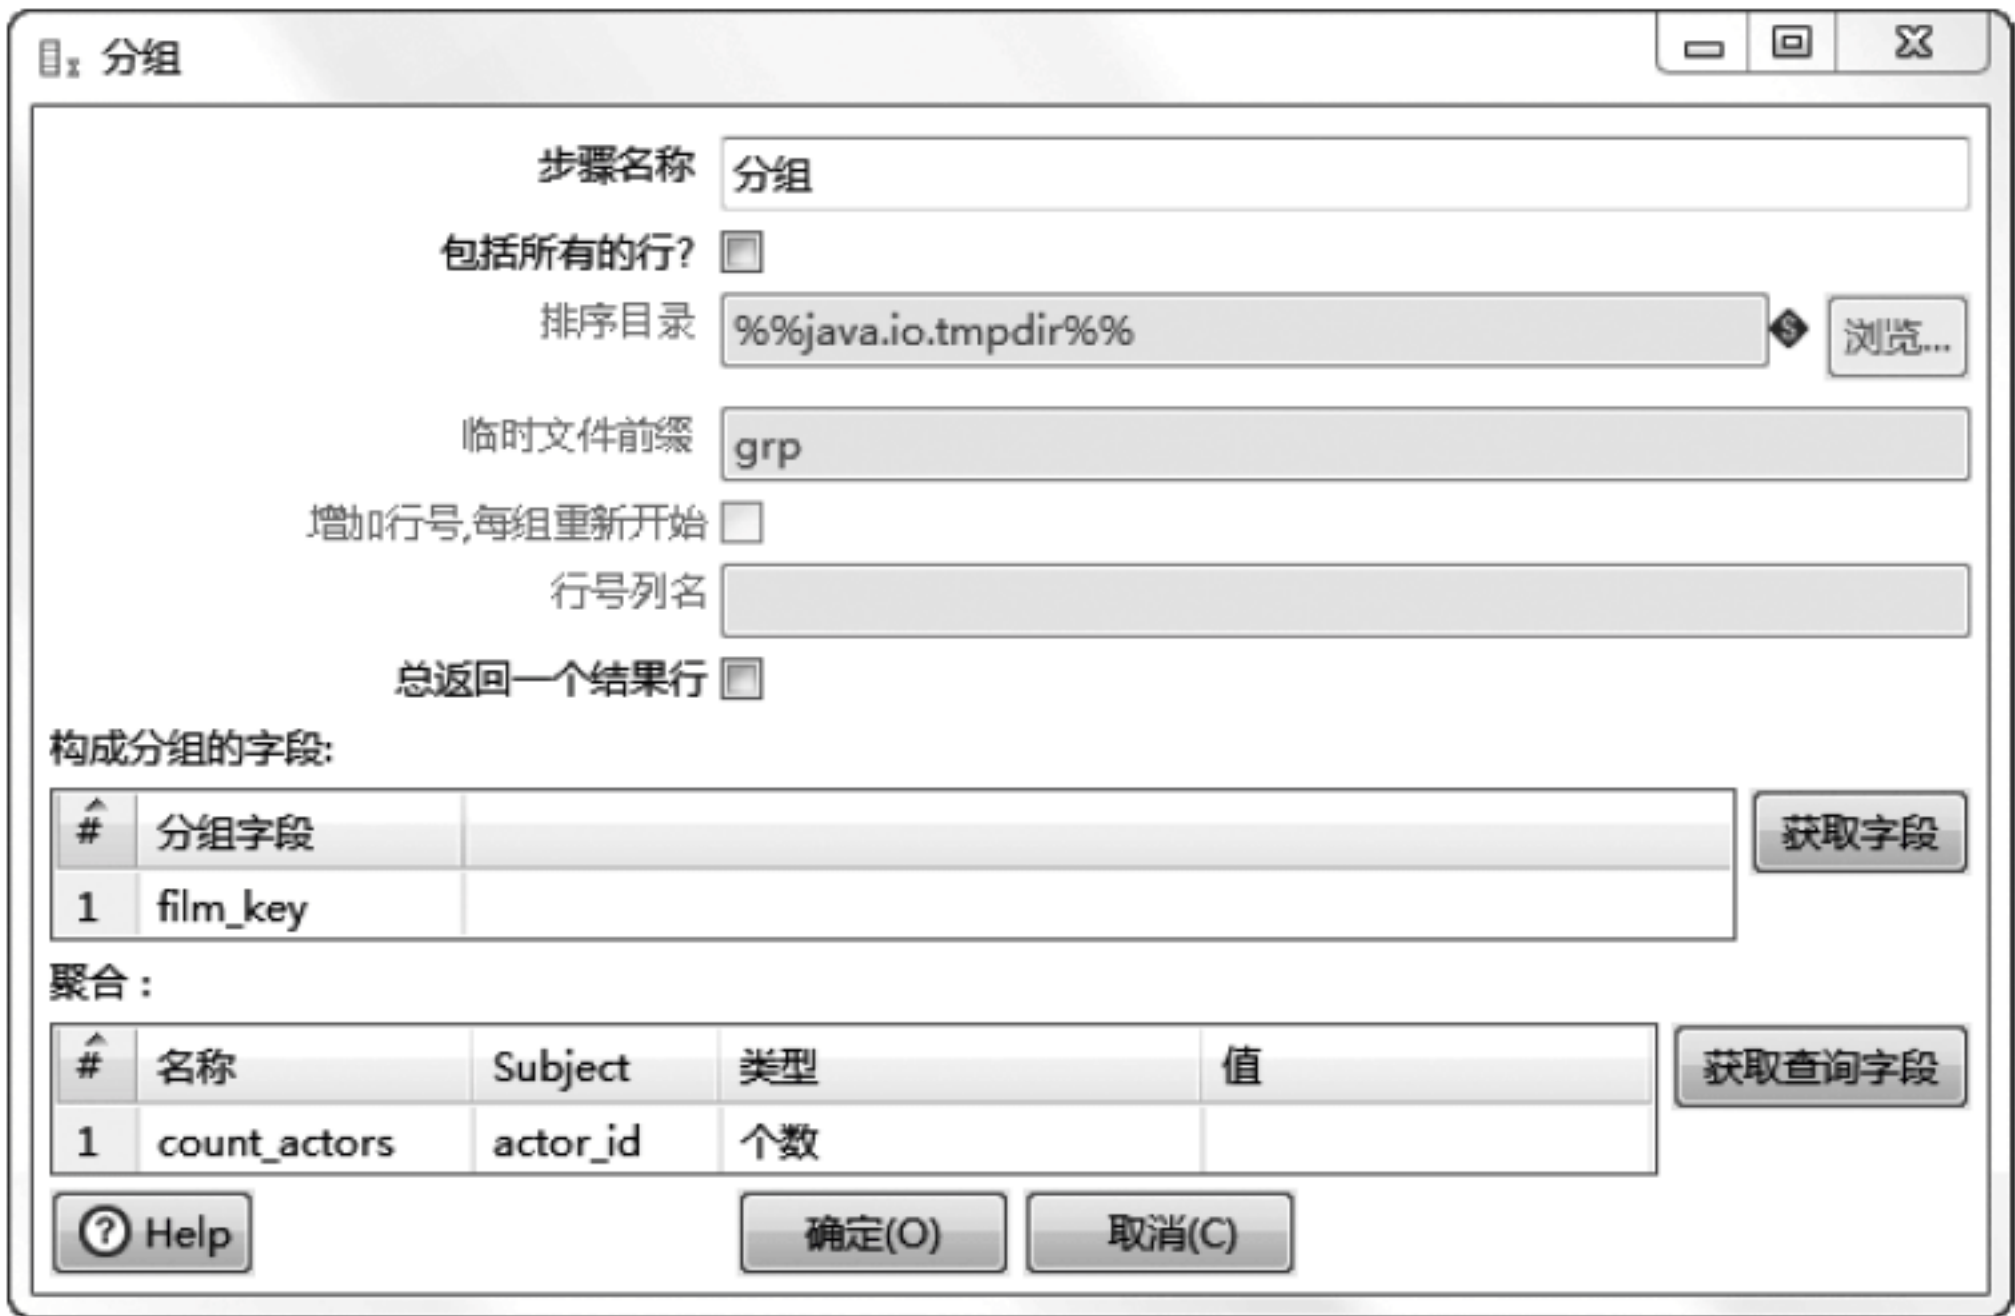 分组
步骤名称 分组
包括所有的行?
排序目录 %%java.io.tmpdir%% 浏览...
临时文件前缀 grp
增加行号,每组重新开始
行号列名
总返回一个结果行
构成分组的字段:
# 分组字段 获取字段
1 film_key
聚合：
# 名称 Subject 类型 值 获取查询字段
1 count_actors actor_id 个数
Help 确定(O) 取消(C)